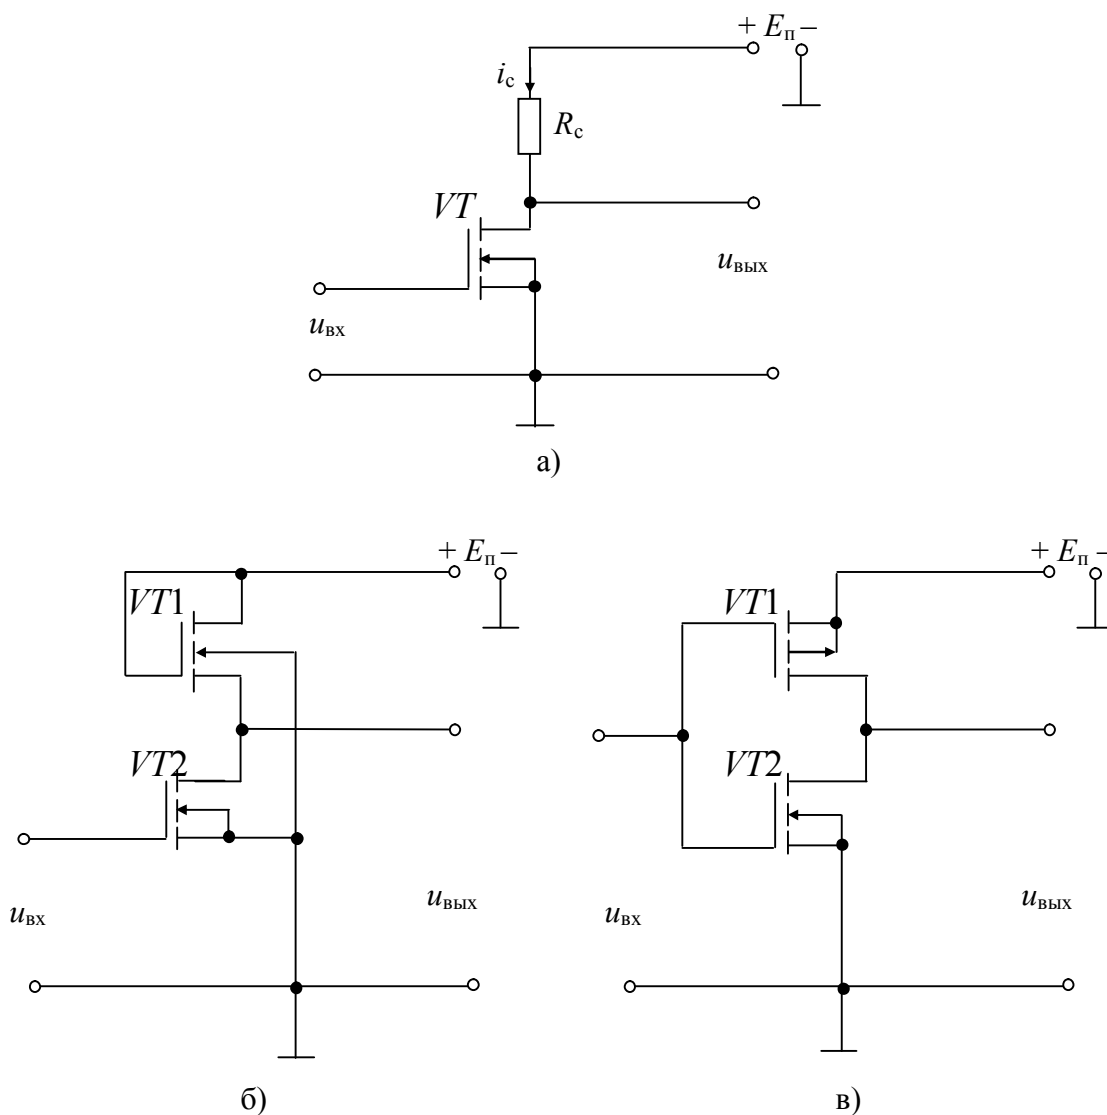 + Eп –
iс
Rс
VT
uвых
uвх
а)
+ Eп –
VT1
VT2
uвх
uвых
б)
+ Eп –
VT1
VT2
uвх
uвых
в)